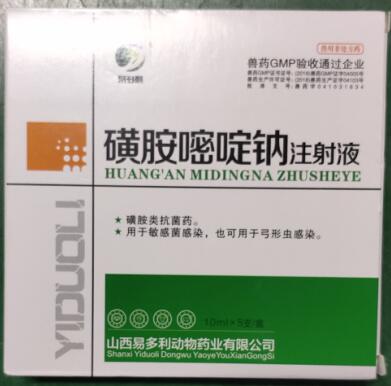 兽用非处方药
兽药GMP验收通过企业
磺胺嘧啶钠注射液
HUANG'AN MIDINGNA ZHUSHEYE
★ 磺胺类抗菌药。
★ 用于敏感菌感染，也可用于弓形虫感染。
YIDUOLI
10ml×5支/盒
山西易多利动物药业有限公司
Shanxi Yiduoli Dongwu YaoyeYouXianGongSi